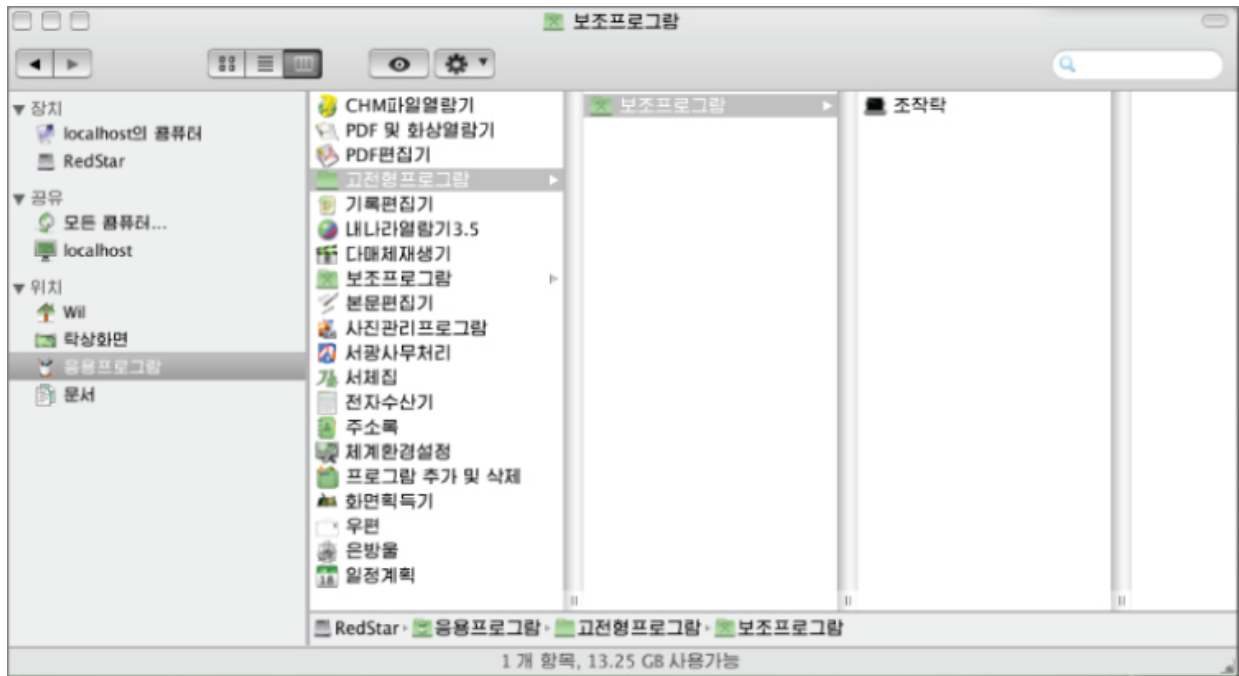 보조프로그람
장치
localhost의 콤퓨터
RedStar
공유
모든 콤퓨터...
localhost
위치
Wil
탁상화면
응용프로그람
문서
CHM파일열람기
PDF 및 화상열람기
PDF편집기
고전형프로그람
기록편집기
내나라열람기3.5
다매체재생기
보조프로그람
본문편집기
사진관리프로그람
서광사무처리
서체집
전자수산기
주소록
체계환경설정
프로그람 추가 및 삭제
화면획득기
우편
은방울
일정계획
보조프로그람
조작탁
RedStar 응용프로그람 고전형프로그람 보조프로그람
1 개 항목, 13.25 GB 사용가능